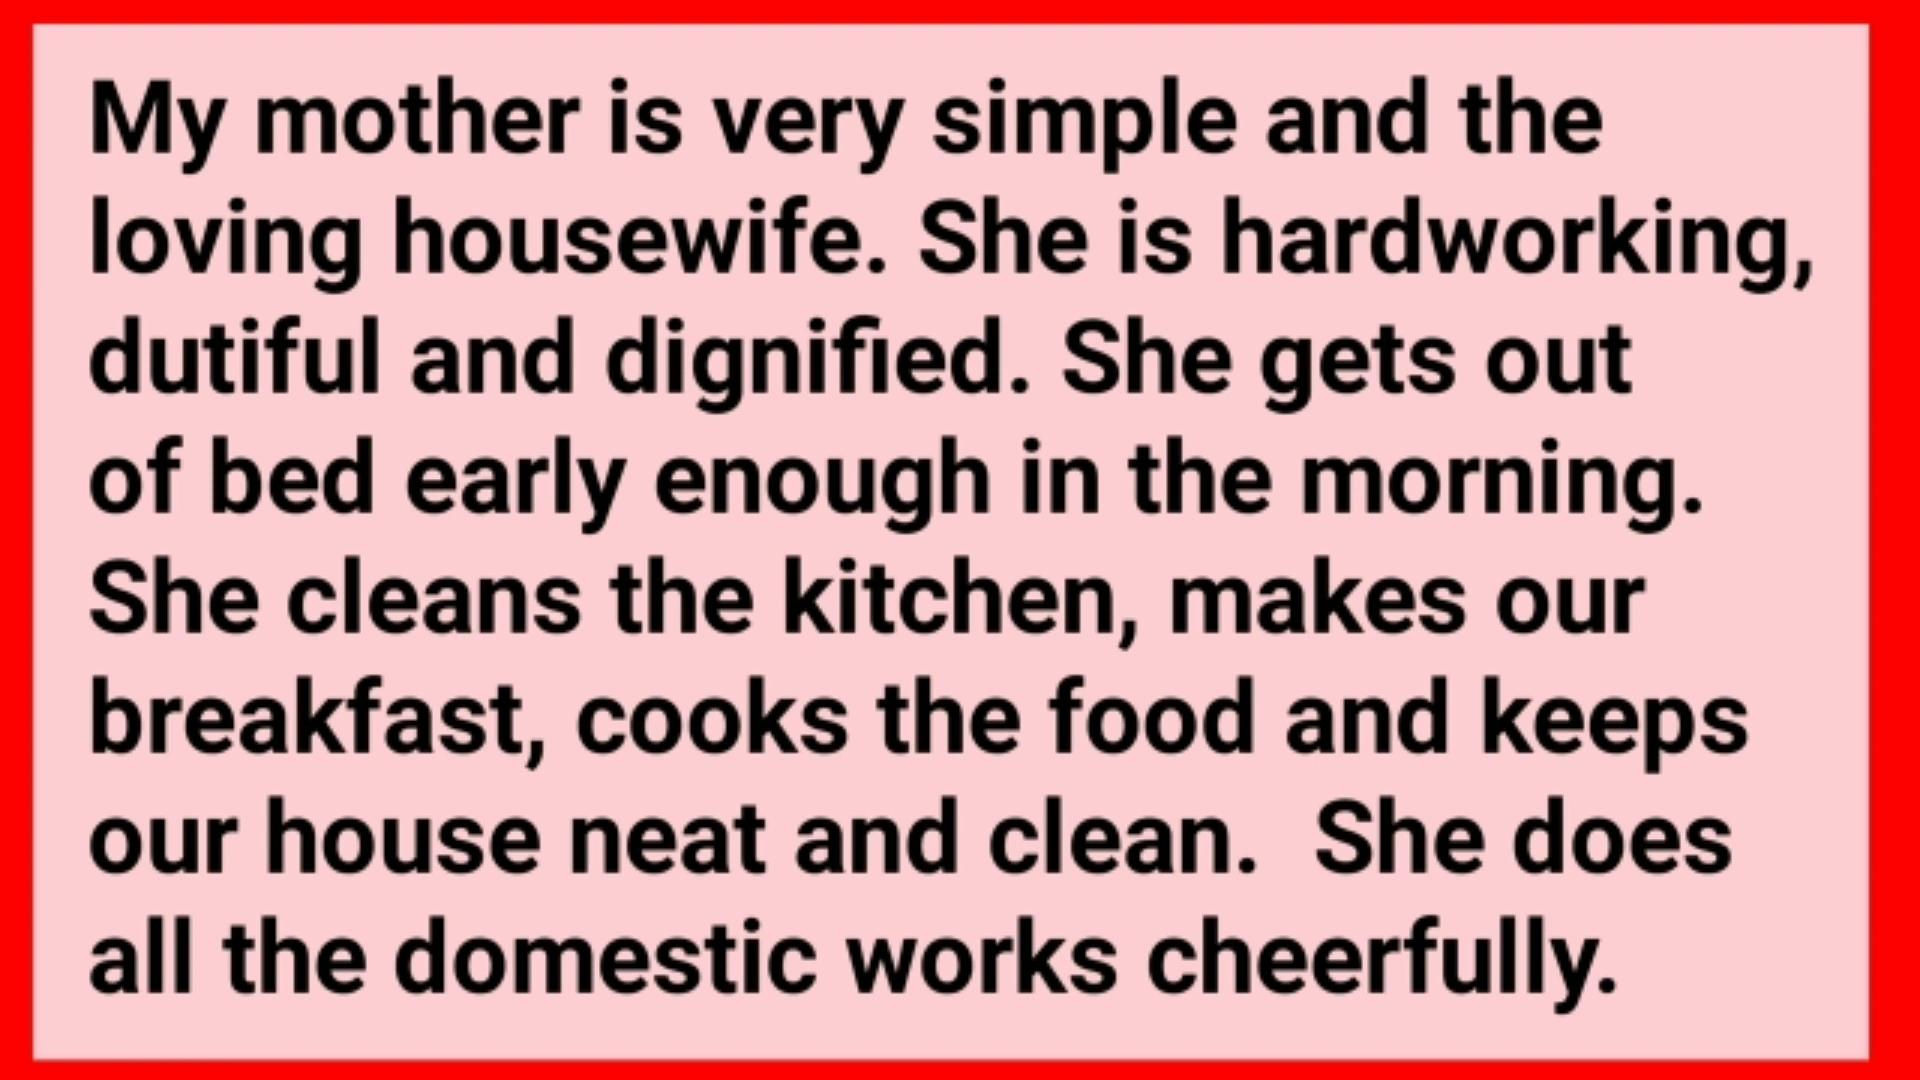 My mother is very simple and the
loving housewife. She is hardworking,
dutiful and dignified. She gets out
of bed early enough in the morning.
She cleans the kitchen, makes our
breakfast, cooks the food and keeps
our house neat and clean.  She does
all the domestic works cheerfully.